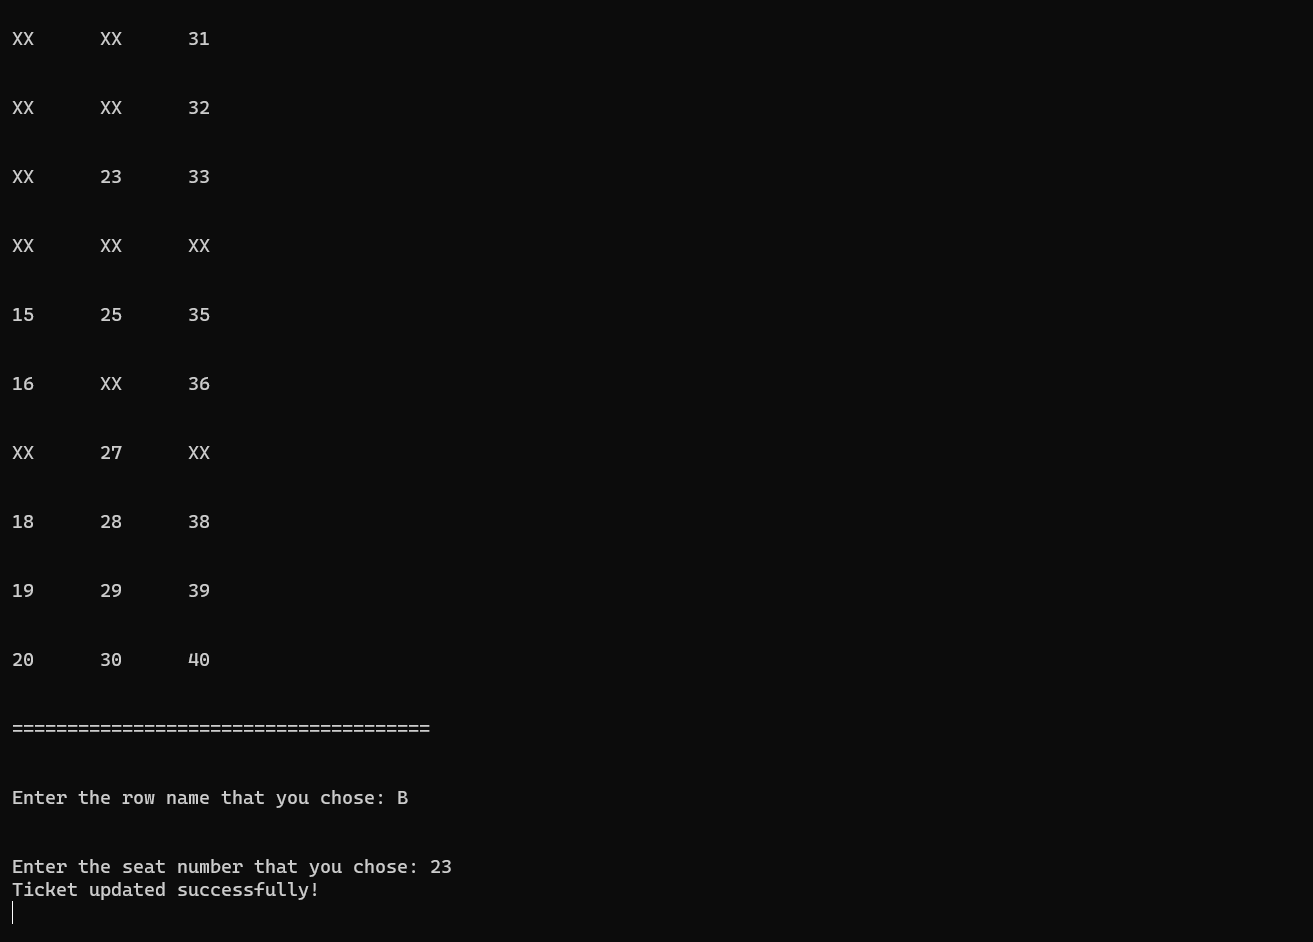 XX      XX      31
XX      XX      32
XX      23      33
XX      XX      XX
15      25      35
16      XX      36
XX      27      XX
18      28      38
19      29      39
20      30      40
======================================
Enter the row name that you chose: B
Enter the seat number that you chose: 23
Ticket updated successfully!